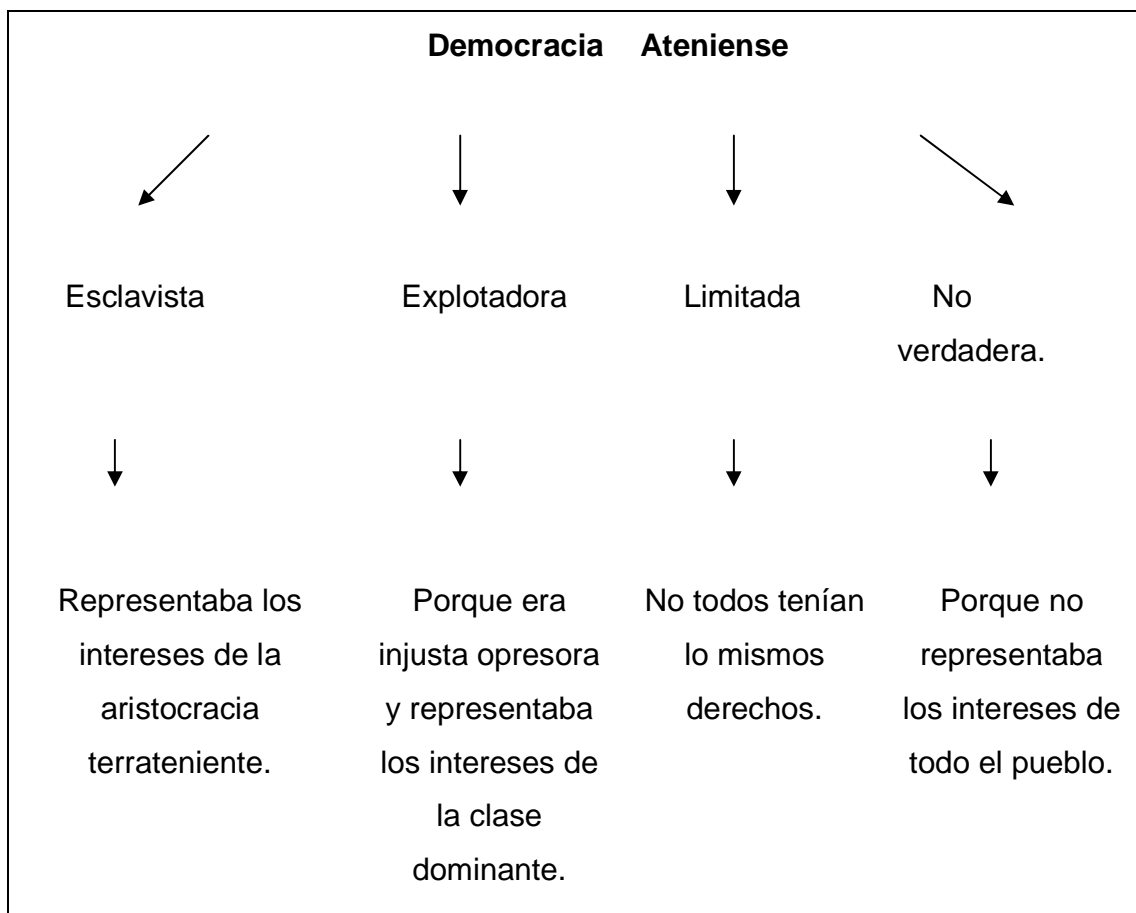 Democracia Ateniense
Esclavista
Explotadora
Limitada
No
verdadera.
Representaba los
intereses de la
aristocracia
terrateniente.
Porque era
injusta opresora
y representaba
los intereses de
la clase
dominante.
No todos tenían
lo mismos
derechos.
Porque no
representaba
los intereses de
todo el pueblo.